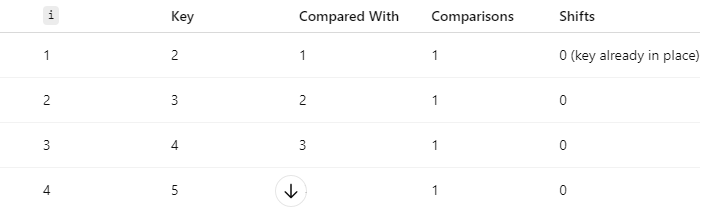 i Key Compared With Comparisons Shifts
1 2 1 1 0 (key already in place)
2 3 2 1 0
3 4 3 1 0
4 5 1 0